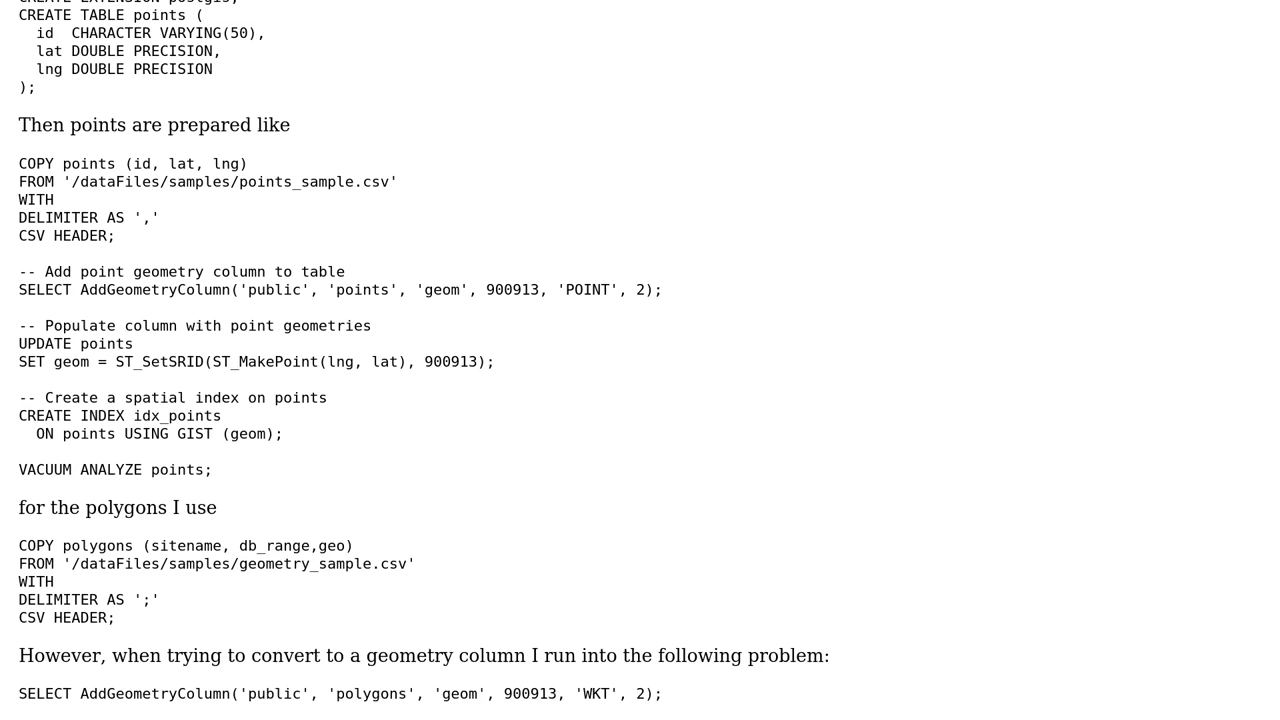 CREATE EXTENSION postgis;
CREATE TABLE points (
  id  CHARACTER VARYING(50),
  lat DOUBLE PRECISION,
  lng DOUBLE PRECISION
);
Then points are prepared like
COPY points (id, lat, lng)
FROM '/dataFiles/samples/points_sample.csv'
WITH
DELIMITER AS ','
CSV HEADER;
-- Add point geometry column to table
SELECT AddGeometryColumn('public', 'points', 'geom', 900913, 'POINT', 2);
-- Populate column with point geometries
UPDATE points
SET geom = ST_SetSRID(ST_MakePoint(lng, lat), 900913);
-- Create a spatial index on points
CREATE INDEX idx_points
  ON points USING GIST (geom);
VACUUM ANALYZE points;
for the polygons I use
COPY polygons (sitename, db_range,geo)
FROM '/dataFiles/samples/geometry_sample.csv'
WITH
DELIMITER AS ';'
CSV HEADER;
However, when trying to convert to a geometry column I run into the following problem:
SELECT AddGeometryColumn('public', 'polygons', 'geom', 900913, 'WKT', 2);